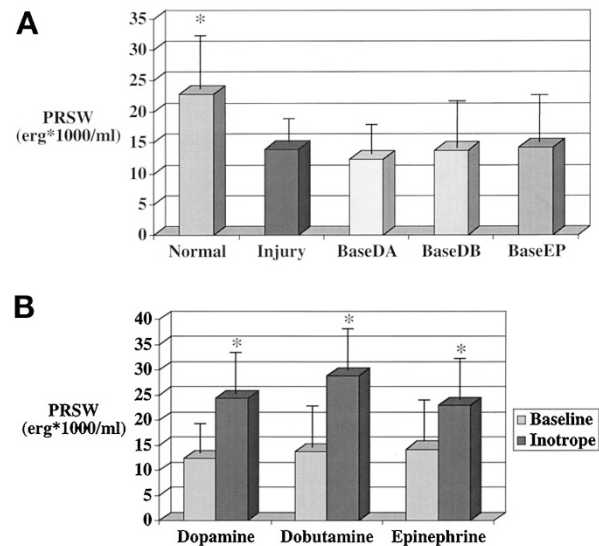 A
PRSW
(erg*1000/ml)
35
30
25
20
15
10
5
0
*
Normal Injury BaseDA BaseDB BaseEP
B
PRSW
(erg*1000/ml)
40
35
30
25
20
15
10
5
0
* * *
Baseline
Inotrope
Dopamine Dobutamine Epinephrine